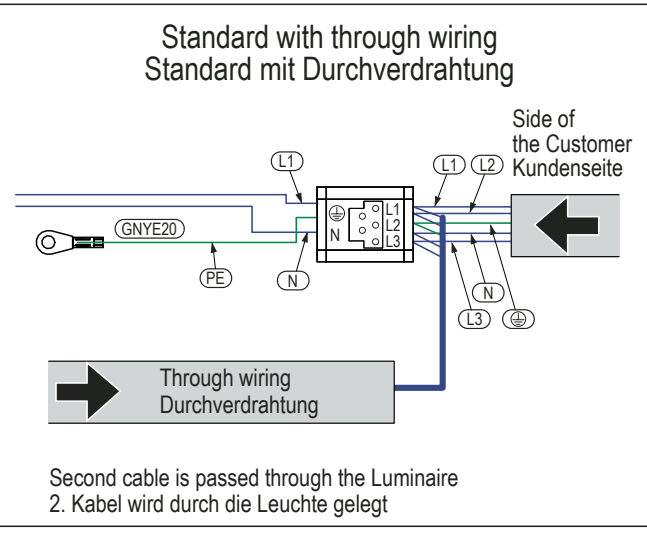 Standard with through wiring
Standard mit Durchverdrahtung
Side of
the Customer
Kundenseite
L1
L1
L2
GNYE20
PE
N
N
L1
L2
L3
N
L3
Through wiring
Durchverdrahtung
Second cable is passed through the Luminaire
2. Kabel wird durch die Leuchte gelegt